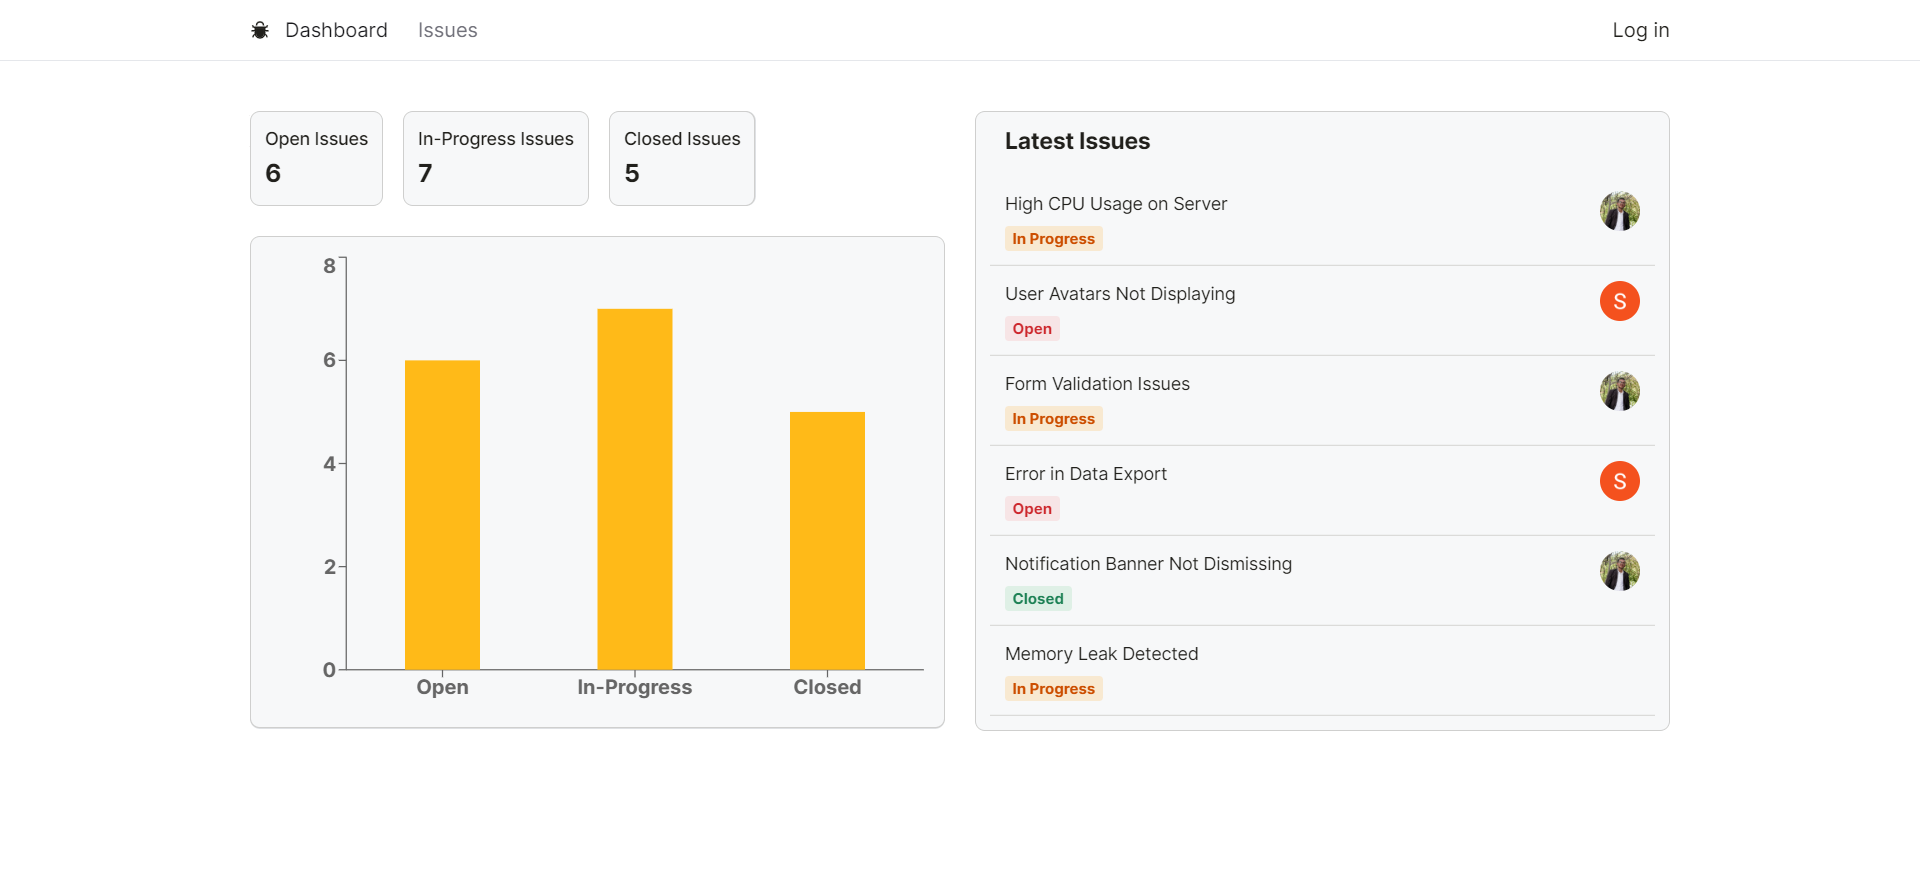 Dashboard Issues Log in
Open Issues
6
In-Progress Issues
7
Closed Issues
5
8
6
4
2
0
Open In-Progress Closed
Latest Issues
High CPU Usage on Server
In Progress
User Avatars Not Displaying
S
Open
Form Validation Issues
In Progress
Error in Data Export
S
Open
Notification Banner Not Dismissing
Closed
Memory Leak Detected
In Progress